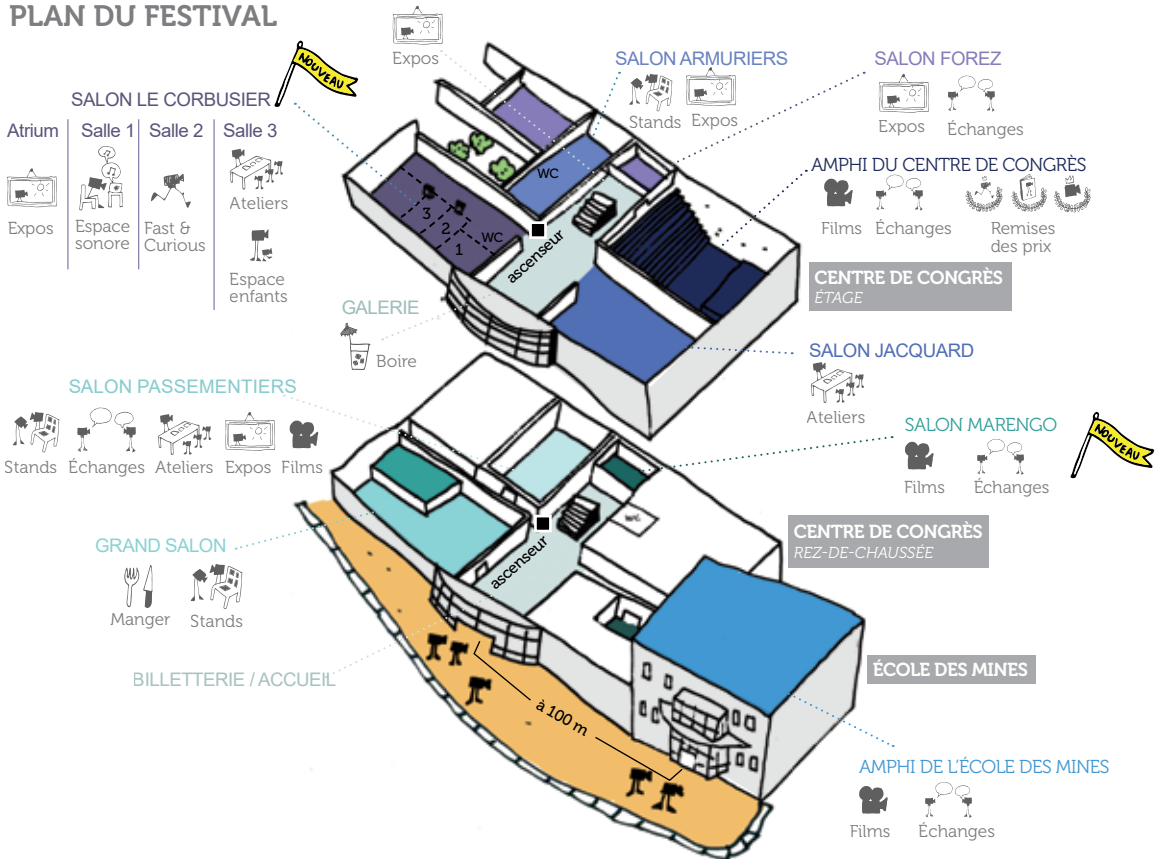 PLAN DU FESTIVAL
NOUVEAU
Expos
SALON ARMURIERS
Stands
Expos
SALON FOREZ
Expos
Échanges
SALON LE CORBUSIER
Atrium
Salle 1
Salle 2
Salle 3
Expos
Espace
sonore
Fast &
Curious
Ateliers
Espace
enfants
AMPHI DU CENTRE DE CONGRÈS
Films
Échanges
Remises
des prix
WC
3
2
1
WC
ascenseur
CENTRE DE CONGRÈS
ÉTAGE
GALERIE
Boire
SALON JACQUARD
Ateliers
SALON PASSEMENTIERS
Stands
Échanges
Ateliers
Expos
Films
SALON MARENGO
Films
Échanges
NOUVEAU
WC
ascenseur
CENTRE DE CONGRÈS
REZ-DE-CHAUSSÉE
GRAND SALON
Manger
Stands
BILLETTERIE / ACCUEIL
à 100 m
ÉCOLE DES MINES
AMPHI DE L'ÉCOLE DES MINES
Films
Échanges